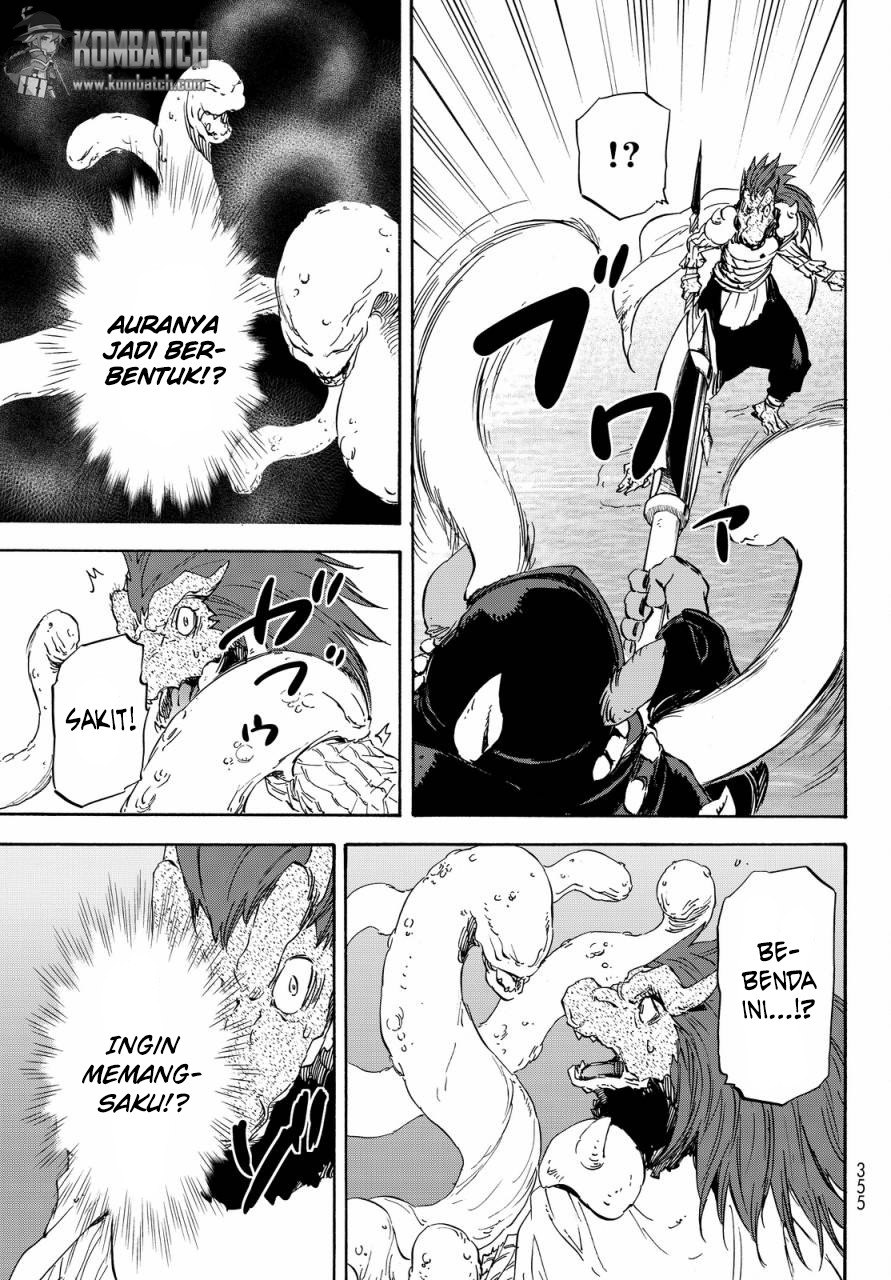 KOMBATCH
www.kombatch.com
!?
ブワァ
AURANYA
JADI BER-
BENTUK!?
ガブゥ
SAKIT!
BE-
BENDA
INI...!?
INGIN
MEMANG-
SAKU!?
355